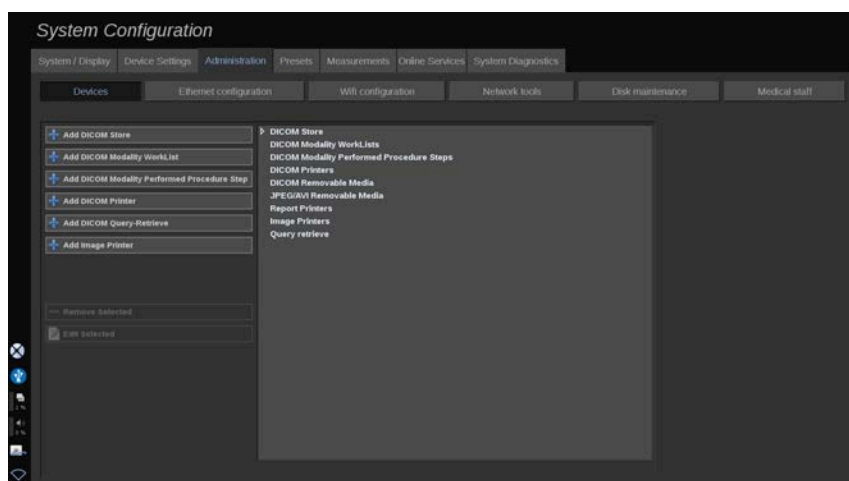 System Configuration
System / Display Device Settings Administration Presets Measurements Online Services System Diagnostics
Devices Ethernet configuration Wifi configuration Network tools Disk maintenance Medical staff
Add DICOM Store
Add DICOM Modality WorkList
Add DICOM Modality Performed Procedure Step
Add DICOM Printer
Add DICOM Query-Retrieve
Add Image Printer
Remove Selected
Edit Selected
DICOM Store
DICOM Modality WorkLists
DICOM Modality Performed Procedure Steps
DICOM Printers
DICOM Removable Media
JPEG/AVI Removable Media
Report Printers
Image Printers
Query retrieve